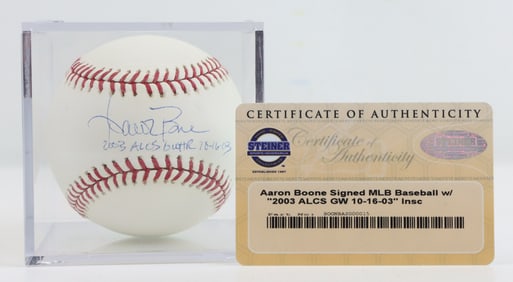 Aaron Boone
2003 ALCS GWHR 10-16-03
CERTIFICATE OF AUTHENTICITY
STEINER
Certificate of
Authenticity
STEINER
Aaron Boone Signed MLB Baseball w/
"2003 ALCS GW 10-16-03" Insc